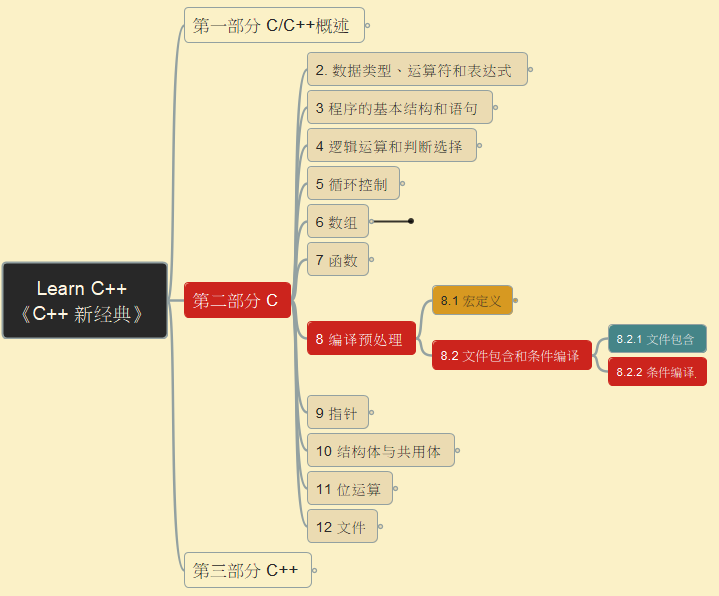 第一部分 C/C++概述
2. 数据类型、运算符和表达式
3 程序的基本结构和语句
4 逻辑运算和判断选择
5 循环控制
6 数组
7 函数
Learn C++
《C++ 新经典》
第二部分 C
8 编译预处理
8.1 宏定义
8.2 文件包含和条件编译
8.2.1 文件包含
8.2.2 条件编译.
9 指针
10 结构体与共用体
11 位运算
12 文件
第三部分 C++